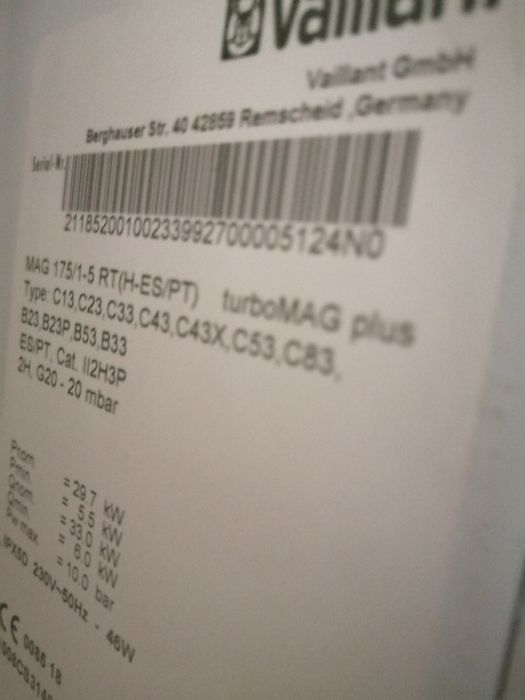 Vaillant
Vaillant GmbH
Berghauser Str. 40 42859 Remscheid ,Germany
Serial-Nr.
21185200100233992700005124N0
MAG 175/1-5 RT(H-ES/PT) turboMAG plus
Type: C13,C23,C33,C43,C43X,C53,C83,
B23,B23P,B53,B33
ES/PT, Cat. II2H3P
2H, G20 - 20 mbar
Pnom. = 29.7 kW
Pmin. = 5.5 kW
Qnom. = 33.0 kW
Qmin. = 6.0 kW
Pw max. = 10.0 bar
IPX5D 230V~50Hz - 46W
CE 0085 18